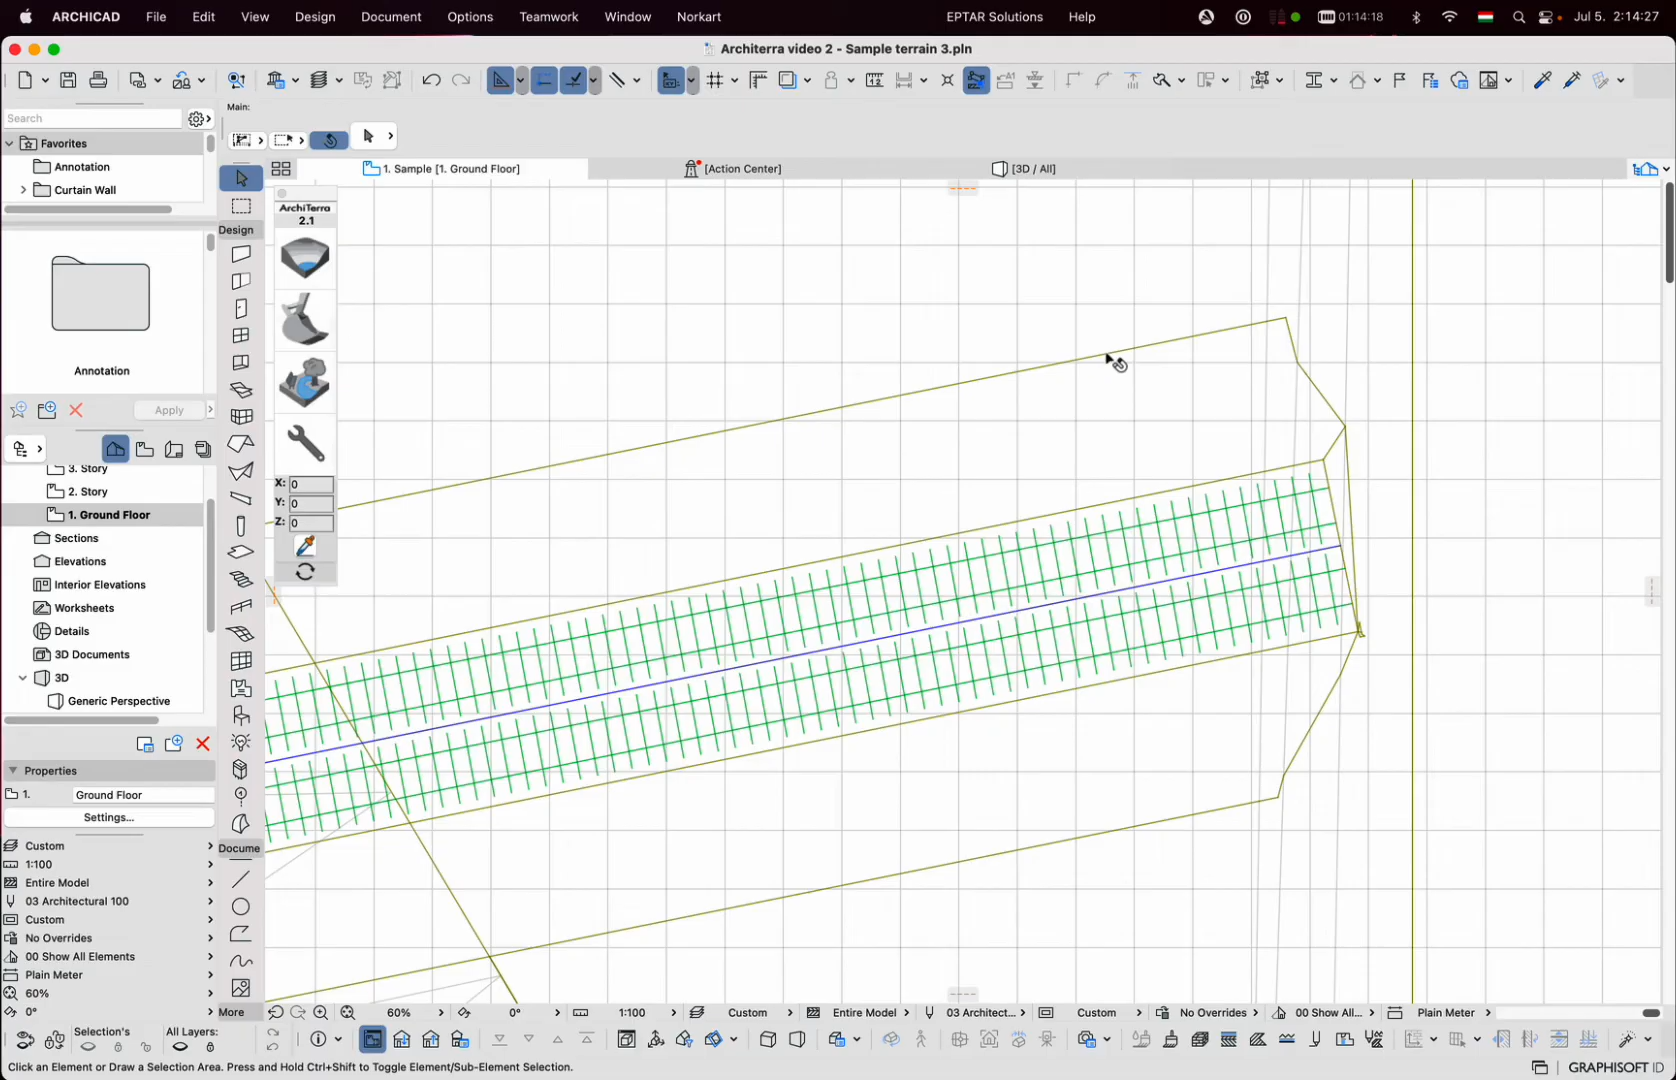 ARCHICAD File Edit View Design Document Options Teamwork Window Norkart EPTAR Solutions Help 01:14:18 Jul 5. 2:14:27
Architerra video 2 - Sample terrain 3.pln
Main:
Search
Favorites
Annotation
Curtain Wall
1. Sample [1. Ground Floor]
[Action Center]
[3D / All]
ArchiTerra
2.1
Design
Annotation
Apply
X: 0
Y: 0
Z: 0
3. Story
2. Story
1. Ground Floor
Sections
Elevations
Interior Elevations
Worksheets
Details
3D Documents
3D
Generic Perspective
Properties
1. Ground Floor
Settings...
Docume
Custom
1:100
Entire Model
03 Architectural 100
Custom
No Overrides
00 Show All Elements
Plain Meter
60%
0°
More
60% 0° 1:100 Custom Entire Model 03 Architect... Custom No Overrides 00 Show All... Plain Meter
Selection's
All Layers:
Click an Element or Draw a Selection Area. Press and Hold Ctrl+Shift to Toggle Element/Sub-Element Selection.
GRAPHISOFT ID